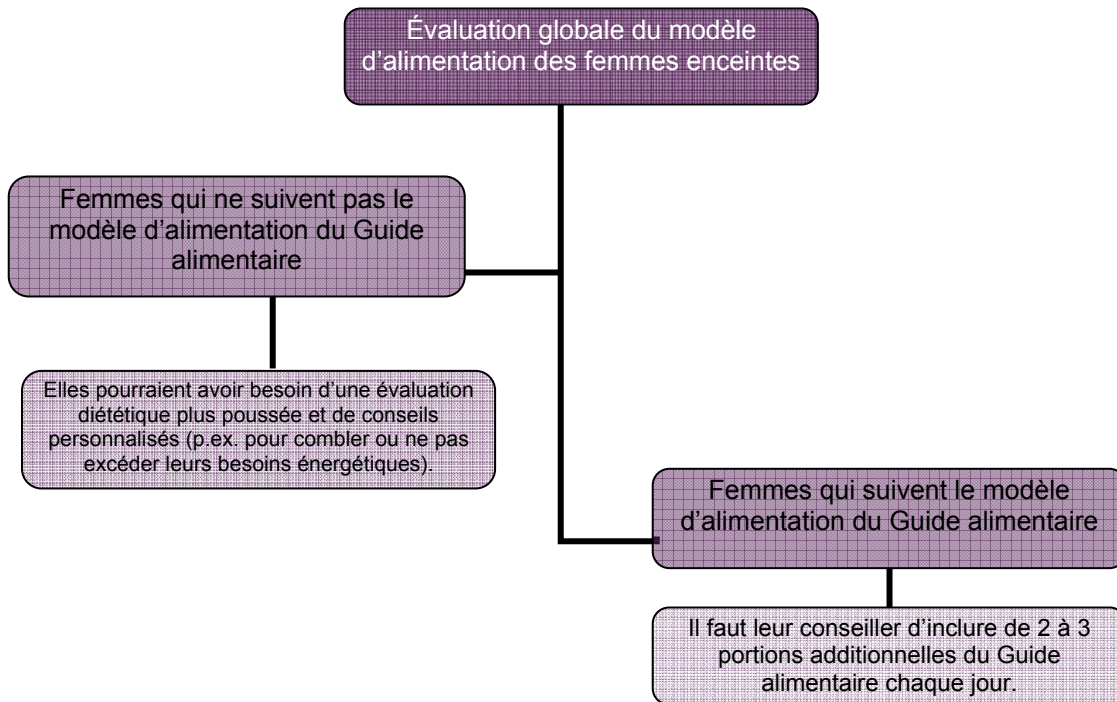 Évaluation globale du modèle
d’alimentation des femmes enceintes
Femmes qui ne suivent pas le
modèle d’alimentation du Guide
alimentaire
Elles pourraient avoir besoin d’une évaluation
diététique plus poussée et de conseils
personnalisés (p.ex. pour combler ou ne pas
excéder leurs besoins énergétiques).
Femmes qui suivent le modèle
d’alimentation du Guide alimentaire
Il faut leur conseiller d’inclure de 2 à 3
portions additionnelles du Guide
alimentaire chaque jour.